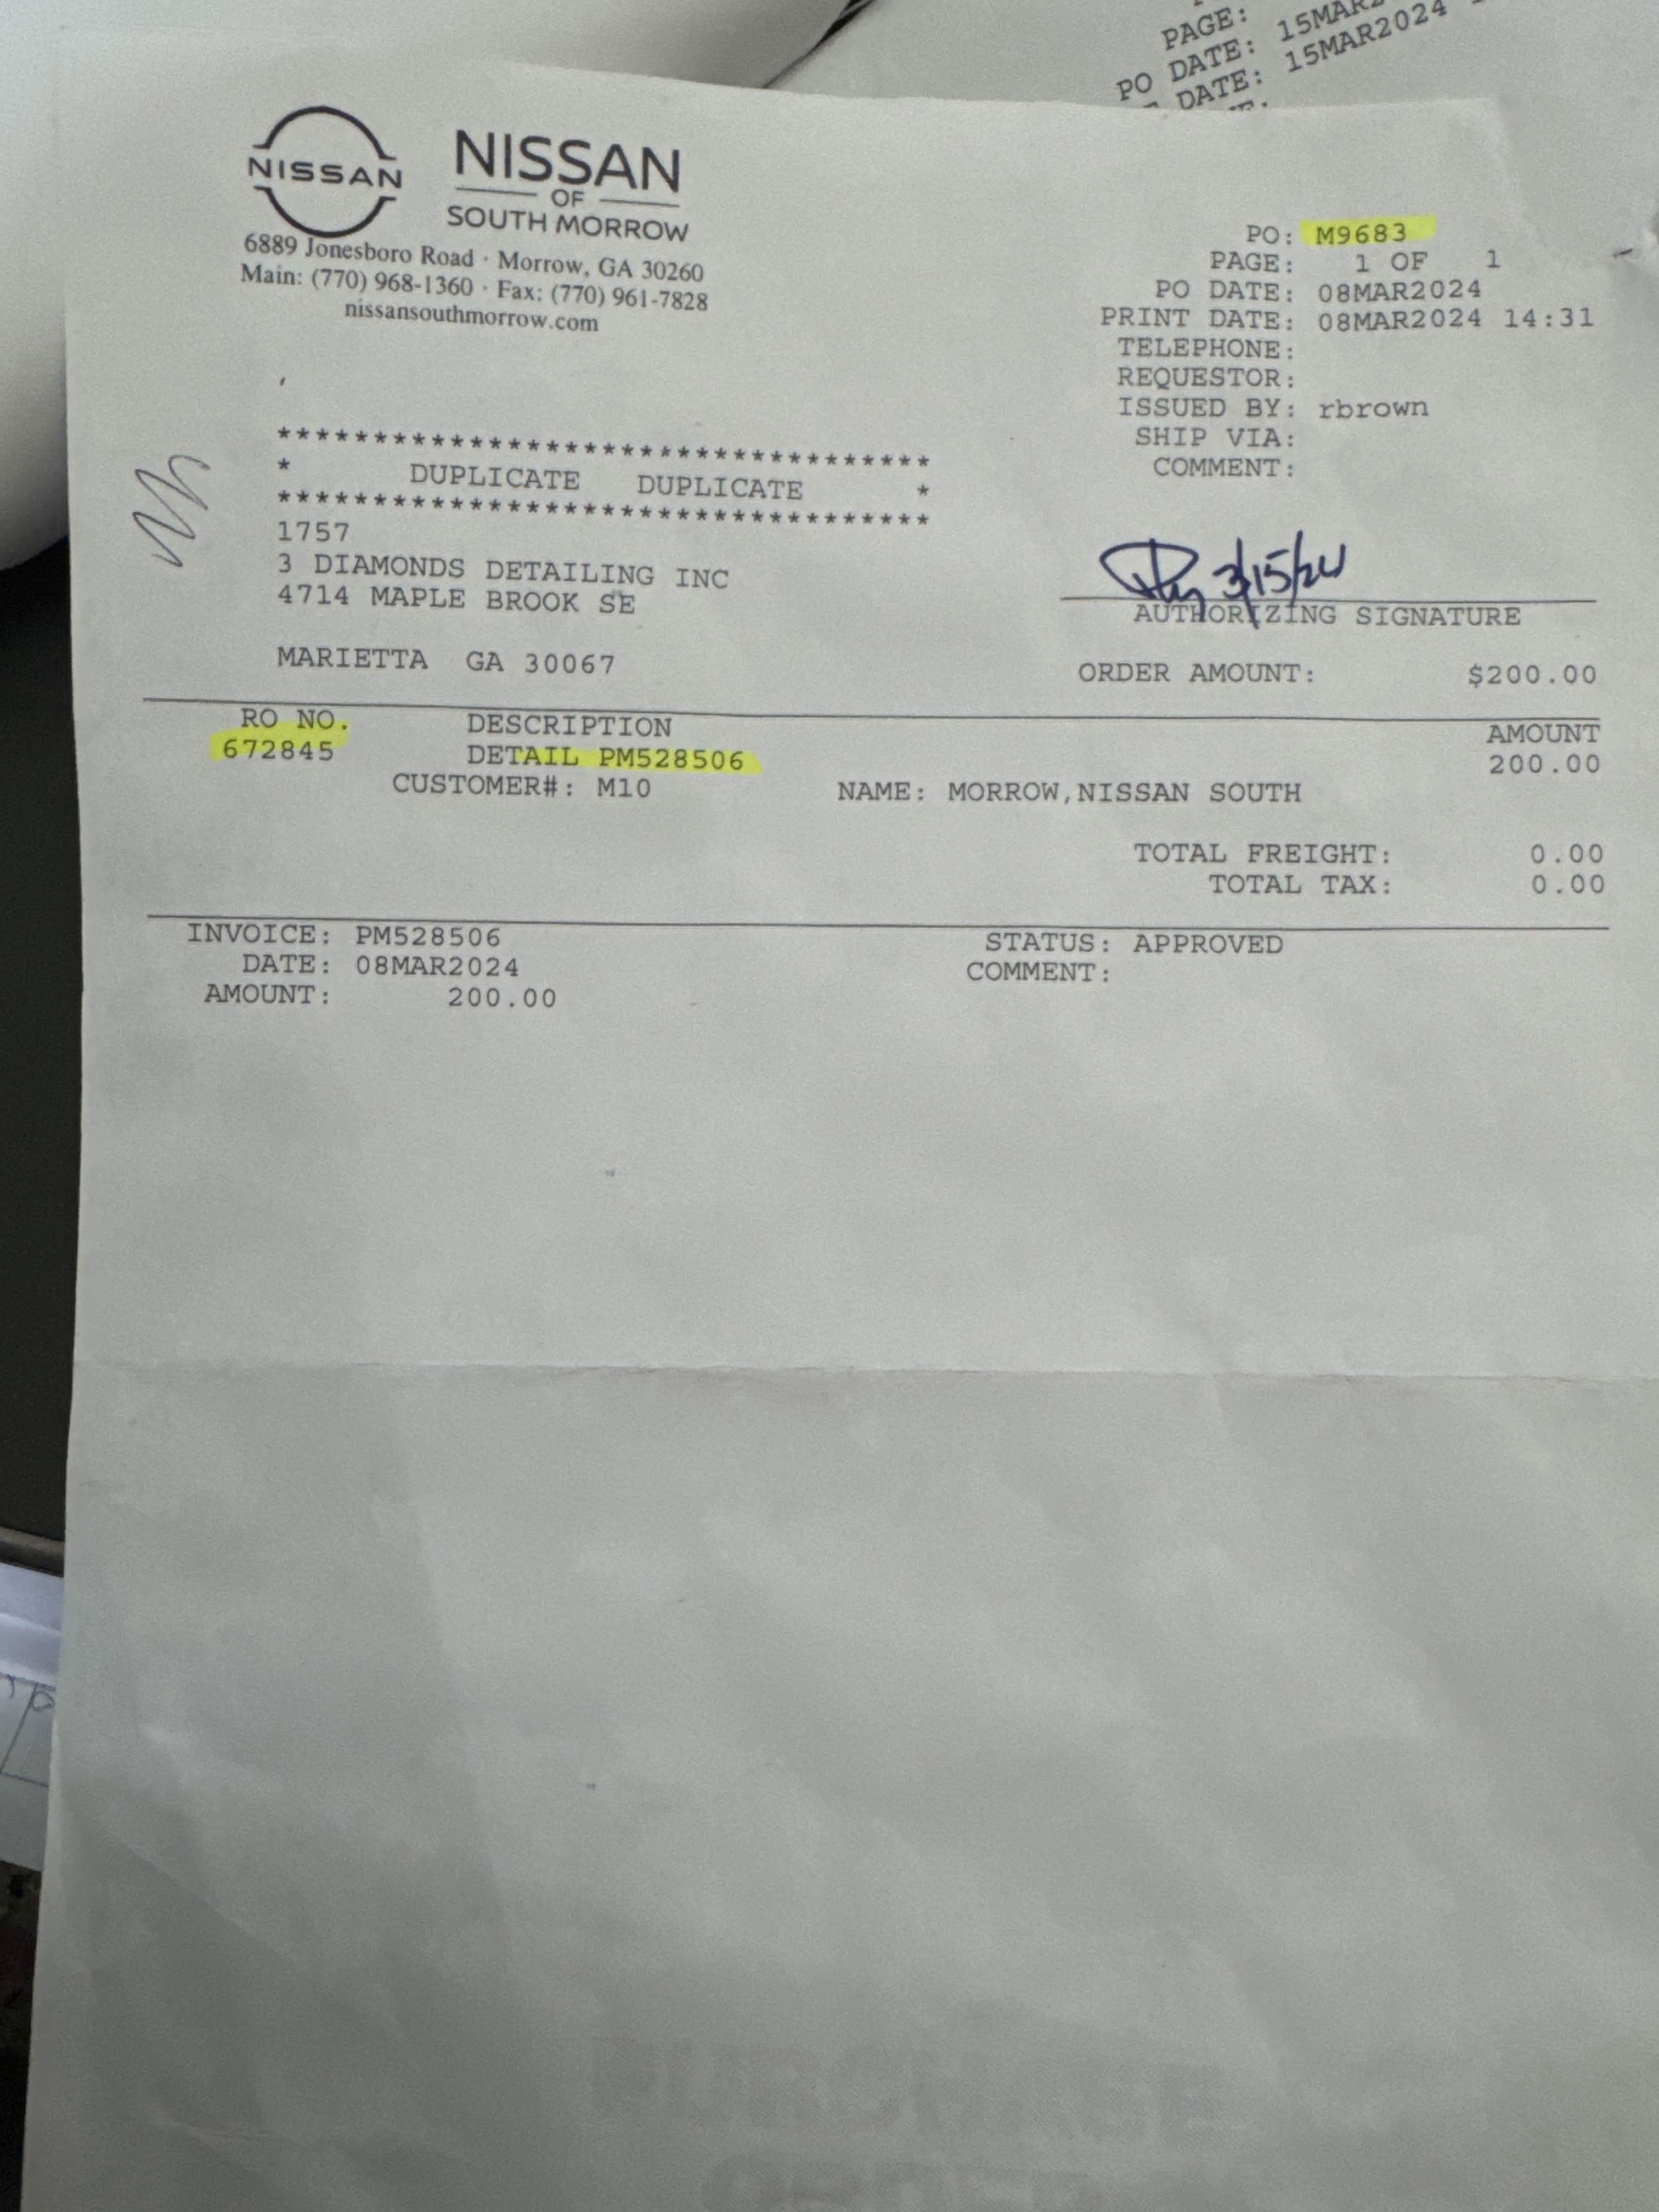 PAGE:
PO DATE: 15MAR2
DATE: 15MAR2024
NISSAN
NISSAN
OF
SOUTH MORROW
6889 Jonesboro Road · Morrow, GA 30260
Main: (770) 968-1360 · Fax: (770) 961-7828
nissansouthmorrow.com
PO: M9683
PAGE: 1 OF 1
PO DATE: 08MAR2024
PRINT DATE: 08MAR2024 14:31
TELEPHONE:
REQUESTOR:
ISSUED BY: rbrown
SHIP VIA:
COMMENT:
***********************************
* DUPLICATE DUPLICATE *
***********************************
1757
3 DIAMONDS DETAILING INC
4714 MAPLE BROOK SE
MARIETTA GA 30067
3/15/24
AUTHORIZING SIGNATURE
ORDER AMOUNT: $200.00
RO NO. DESCRIPTION AMOUNT
672845 DETAIL PM528506 200.00
CUSTOMER#: M10 NAME: MORROW,NISSAN SOUTH
TOTAL FREIGHT: 0.00
TOTAL TAX: 0.00
INVOICE: PM528506 STATUS: APPROVED
DATE: 08MAR2024 COMMENT:
AMOUNT: 200.00
PURCHASE
ORDER